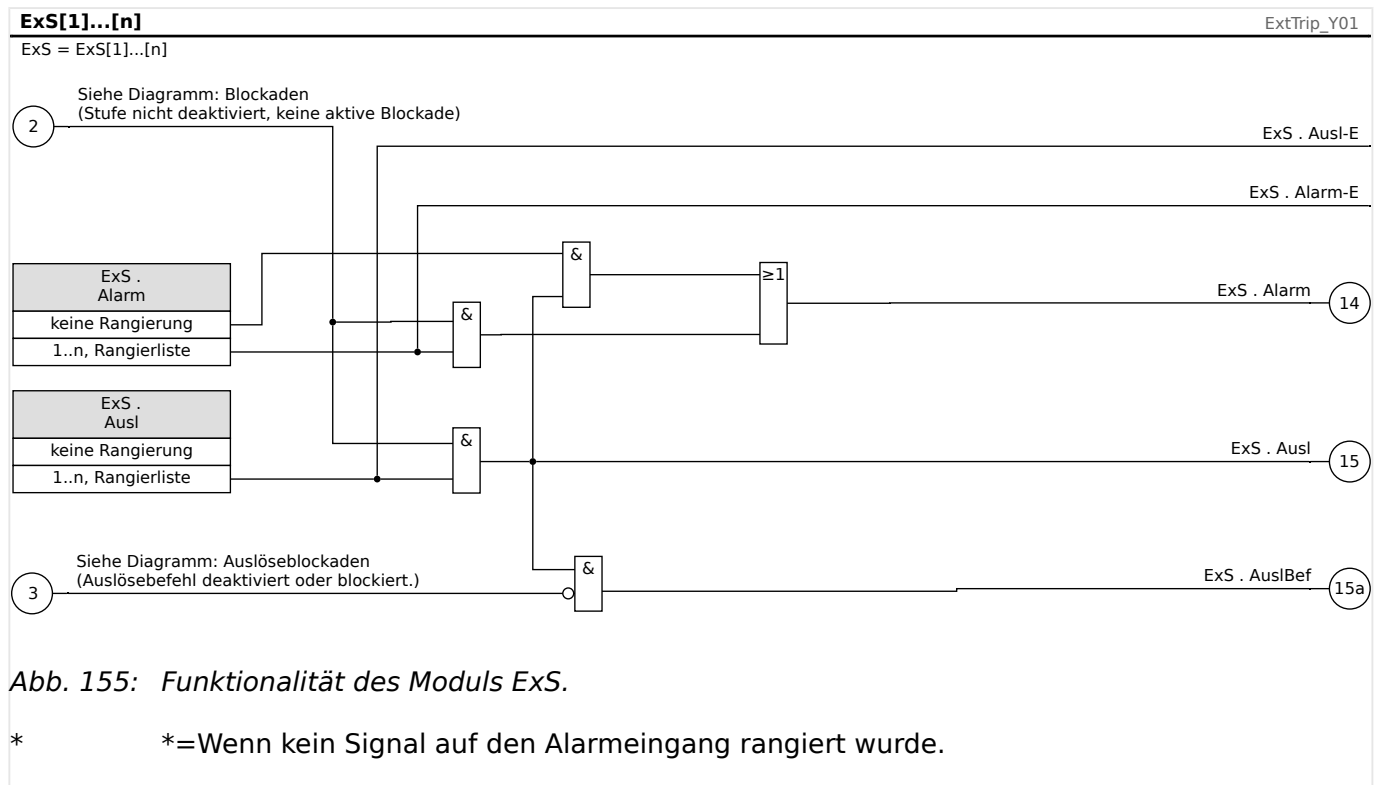 ExS[1]...[n]
ExtTrip_Y01
ExS = ExS[1]...[n]
Siehe Diagramm: Blockaden
(Stufe nicht deaktiviert, keine aktive Blockade)
2
ExS . Ausl-E
ExS . Alarm-E
&
ExS .
Alarm
≥1
ExS . Alarm
14
&
keine Rangierung
1..n, Rangierliste
ExS .
Ausl
&
keine Rangierung
ExS . Ausl
15
1..n, Rangierliste
Siehe Diagramm: Auslöseblockaden
(Auslösebefehl deaktiviert oder blockiert.)
3
&
ExS . AuslBef
15a
Abb. 155: Funktionalität des Moduls ExS.
* *=Wenn kein Signal auf den Alarmeingang rangiert wurde.